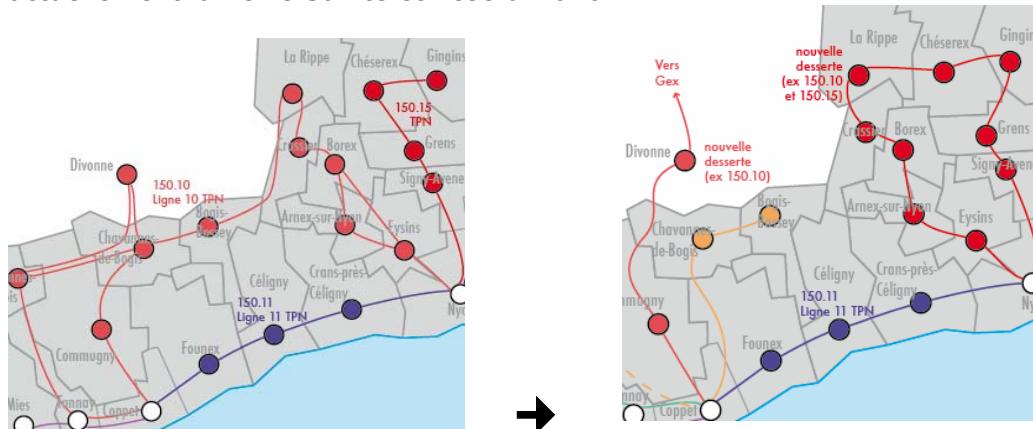 La Rippe
Chéserex
Gingins
150.15
TPN
Crassier
Borex
Grens
Divonne
150.10
Ligne 10 TPN
Bogis-
Bossey
Signy-Avenex
Arnex-sur-Nyon
Chavannes-
de-Bogis
Eysins
Céligny
Crans-près-
Céligny
150.11
Ligne 11 TPN
Commugny
Founex
Mies
Tannay
Coppet
La Rippe
Chéserex
nouvelle
desserte
(ex 150.10
et 150.15)
Vers
Gex
Crassier
Borex
Grens
Divonne
nouvelle
desserte
(ex 150.10)
Bogis-
Bossey
Arnex-sur-Nyon
Chavannes-
de-Bogis
Eysins
Céligny
Crans-près-
Céligny
150.11
Ligne 11 TPN
Founex
Coppet